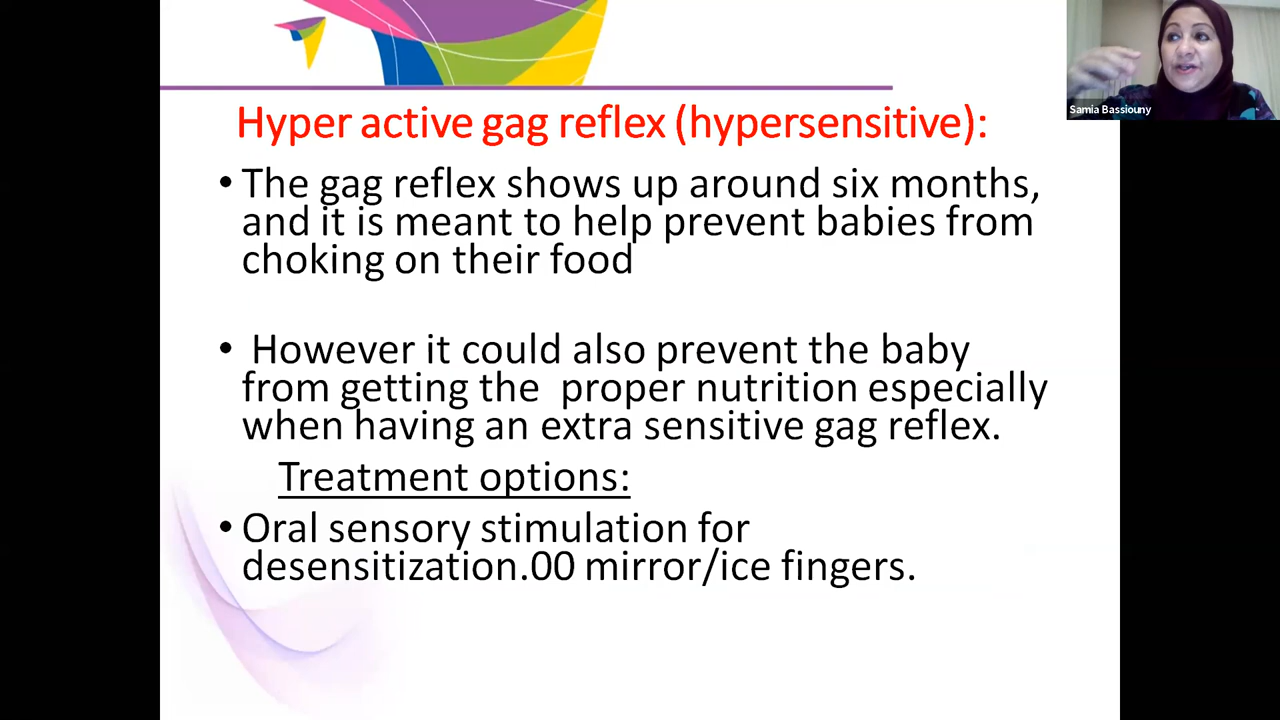 Samia Bassiouny
Hyper active gag reflex (hypersensitive):
• The gag reflex shows up around six months,
and it is meant to help prevent babies from
choking on their food
• However it could also prevent the baby
from getting the proper nutrition especially
when having an extra sensitive gag reflex.
Treatment options:
• Oral sensory stimulation for
desensitization.00 mirror/ice fingers.